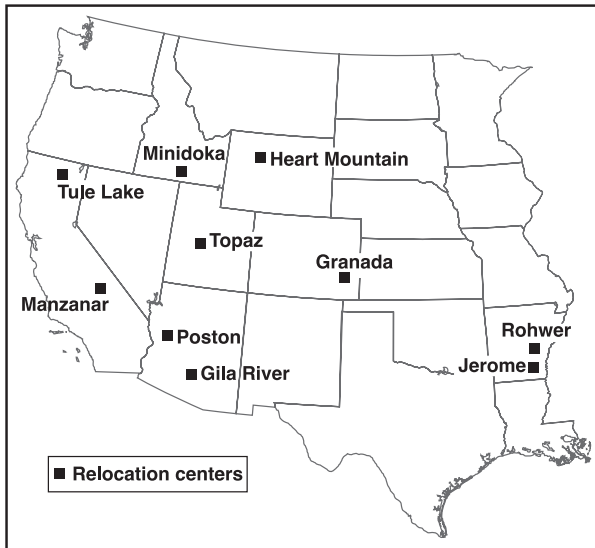 Minidoka
Heart Mountain
Tule Lake
Topaz
Granada
Manzanar
Rohwer
Poston
Jerome
Gila River
Relocation centers